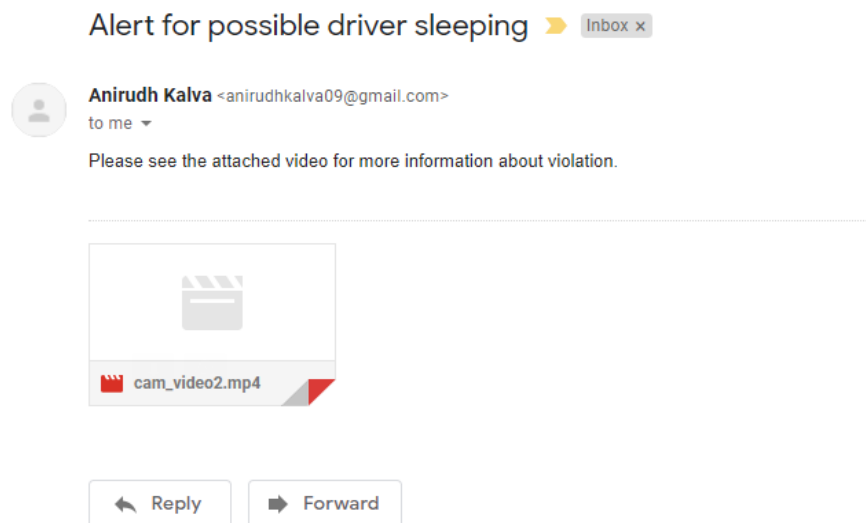 Alert for possible driver sleeping Inbox x
Anirudh Kalva <anirudhkalva09@gmail.com>
to me
Please see the attached video for more information about violation.
cam_video2.mp4
Reply Forward